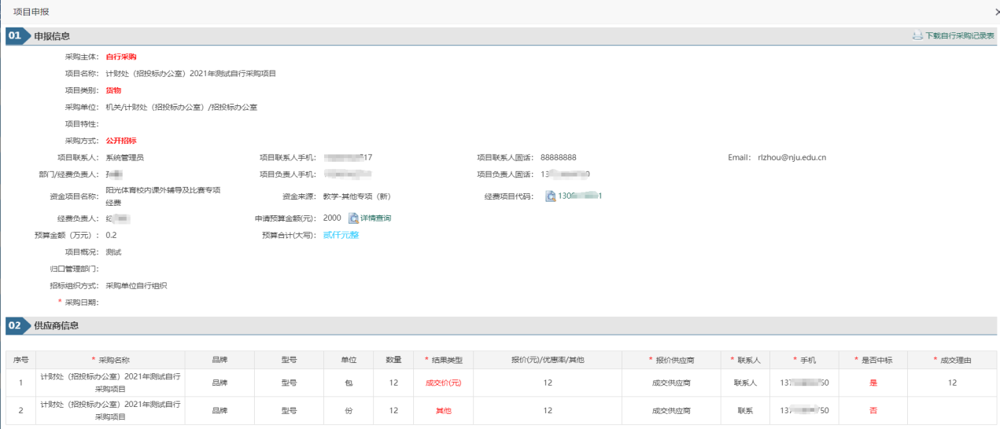 项目申报
01 申报信息 下载自行采购记录表
采购主体： 自行采购
项目名称： 计财处（招投标办公室）2021年测试自行采购项目
项目类别： 货物
采购单位： 机关/计财处（招投标办公室）/招投标办公室
项目特性：
采购方式： 公开招标
项目联系人： 系统管理员 项目联系人手机： 17 项目联系人固话： 88888888 Email： rlzhou@nju.edu.cn
部门/经费负责人： 项目负责人手机： 项目负责人固话： 13
资金项目名称： 阳光体育校内课外辅导及比赛专项 资金来源： 教学-其他专项（新） 经费项目代码： 130 1
经费
经费负责人： 申请预算金额(元)： 2000 详情查询
预算金额（万元）： 0.2 预算合计(大写)： 贰仟元整
项目概况： 测试
归口管理部门：
招标组织方式： 采购单位自行组织
* 采购日期：
02 供应商信息
序号 * 采购名称 品牌 型号 单位 数量 * 结果类型 报价(元)/优惠率/其他 * 报价供应商 * 联系人 * 手机 * 是否中标 * 成交理由
1 计财处（招投标办公室）2021年测试自行 品牌 型号 包 12 成交价(元) 12 成交供应商 联系人 137 50 是 12
采购项目
2 计财处（招投标办公室）2021年测试自行 品牌 型号 份 12 其他 12 成交供应商 联系 137 750 否
采购项目